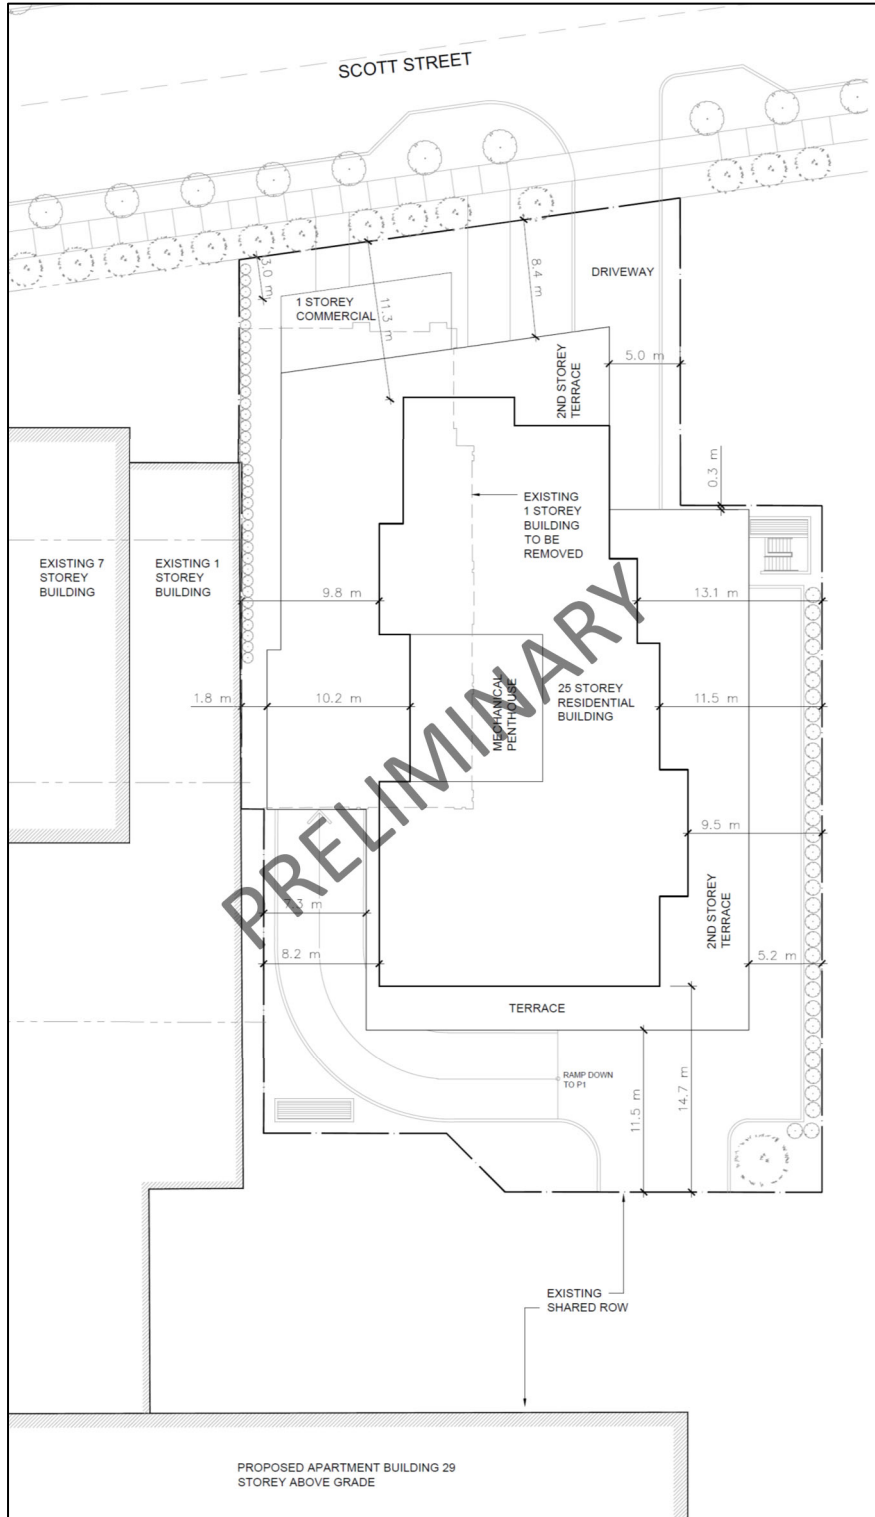 SCOTT STREET
3.0 m
1 STOREY
COMMERCIAL
11.3 m
8.4 m
DRIVEWAY
5.0 m
2ND STOREY
TERRACE
0.3 m
EXISTING
1 STOREY
BUILDING
TO BE
REMOVED
EXISTING 7
STOREY
BUILDING
EXISTING 1
STOREY
BUILDING
9.8 m
13.1 m
1.8 m
10.2 m
MECHANICAL
PENTHOUSE
25 STOREY
RESIDENTIAL
BUILDING
11.5 m
PRELIMINARY
9.5 m
7.3 m
2ND STOREY
TERRACE
8.2 m
5.2 m
TERRACE
RAMP DOWN
TO P1
11.5 m
14.7 m
EXISTING
SHARED ROW
PROPOSED APARTMENT BUILDING 29
STOREY ABOVE GRADE